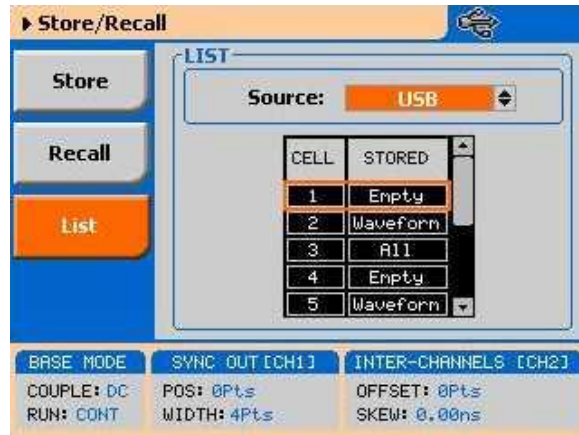 Store/Recall
LIST
Store
Source: USB
Recall
CELL STORED
1 Empty
List
2 Waveform
3 All
4 Empty
5 Waveform
BASE MODE SYNC OUT[CH1] INTER-CHANNELS [CH2]
COUPLE: DC POS: 0Pts OFFSET: 0Pts
RUN: CONT WIDTH: 4Pts SKEW: 0.00ns